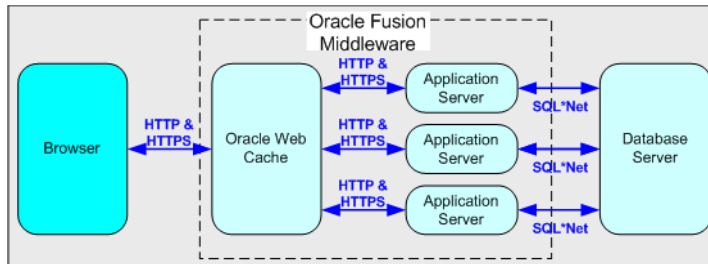 Oracle Fusion
Middleware
Browser
HTTP &
HTTPS
Oracle Web
Cache
HTTP &
HTTPS
Application
Server
SQL*Net
HTTP &
HTTPS
Application
Server
SQL*Net
HTTP &
HTTPS
Application
Server
SQL*Net
Database
Server